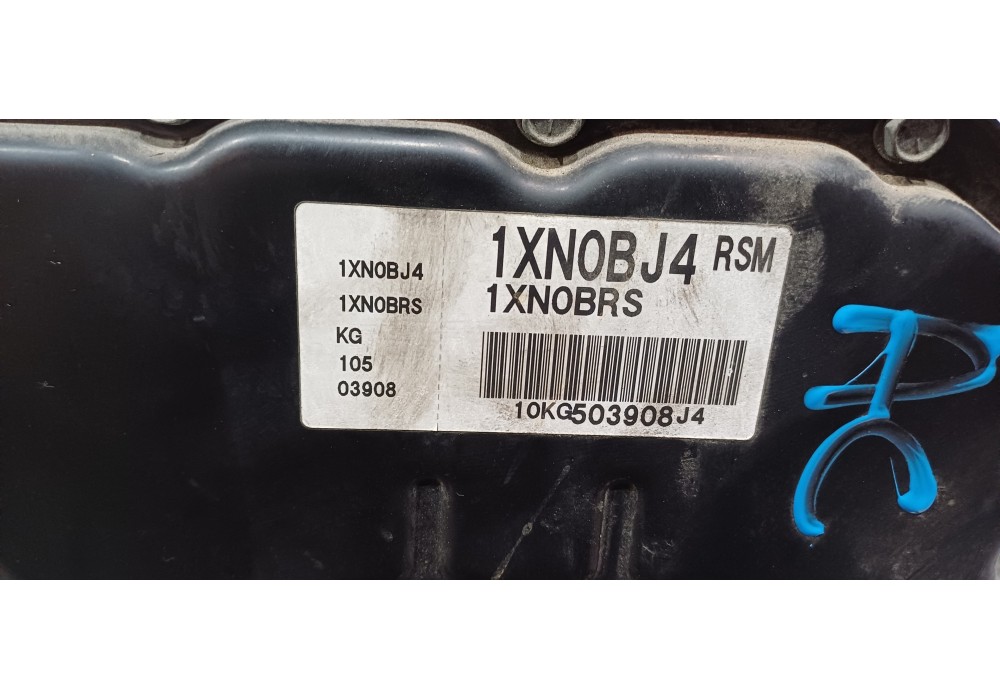 1XN0BJ4
1XN0BRS
KG
105
03908
1XN0BJ4 RSM
1XN0BRS
10KG503908J4